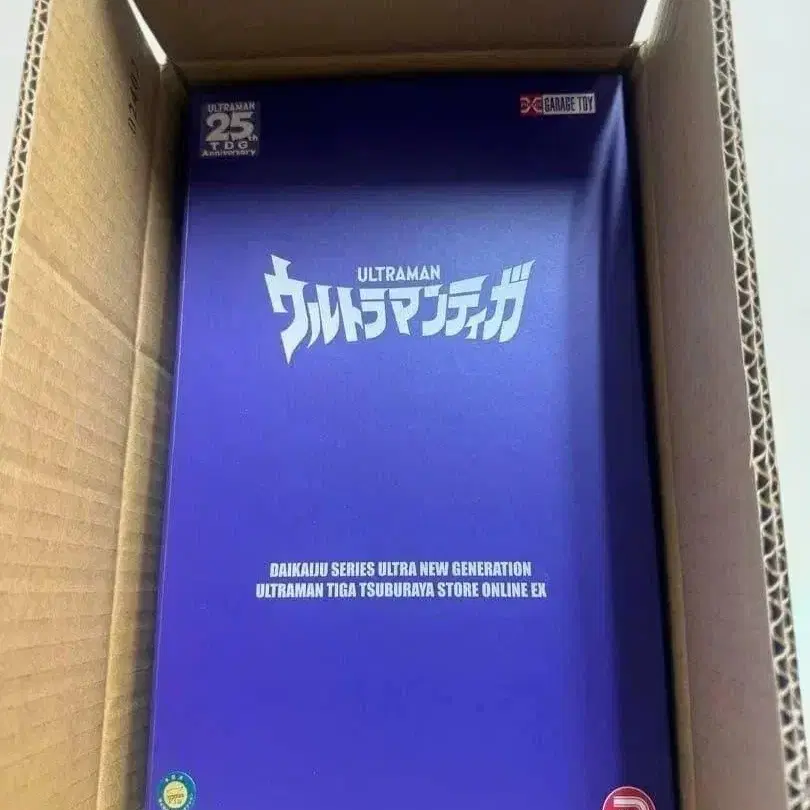 ULTRAMAN
25th
TDG
Anniversary
X GARAGE TOY
ULTRAMAN
ウルトラマンティガ
DAIKAIJU SERIES ULTRA NEW GENERATION
ULTRAMAN TIGA TSUBURAYA STORE ONLINE EX